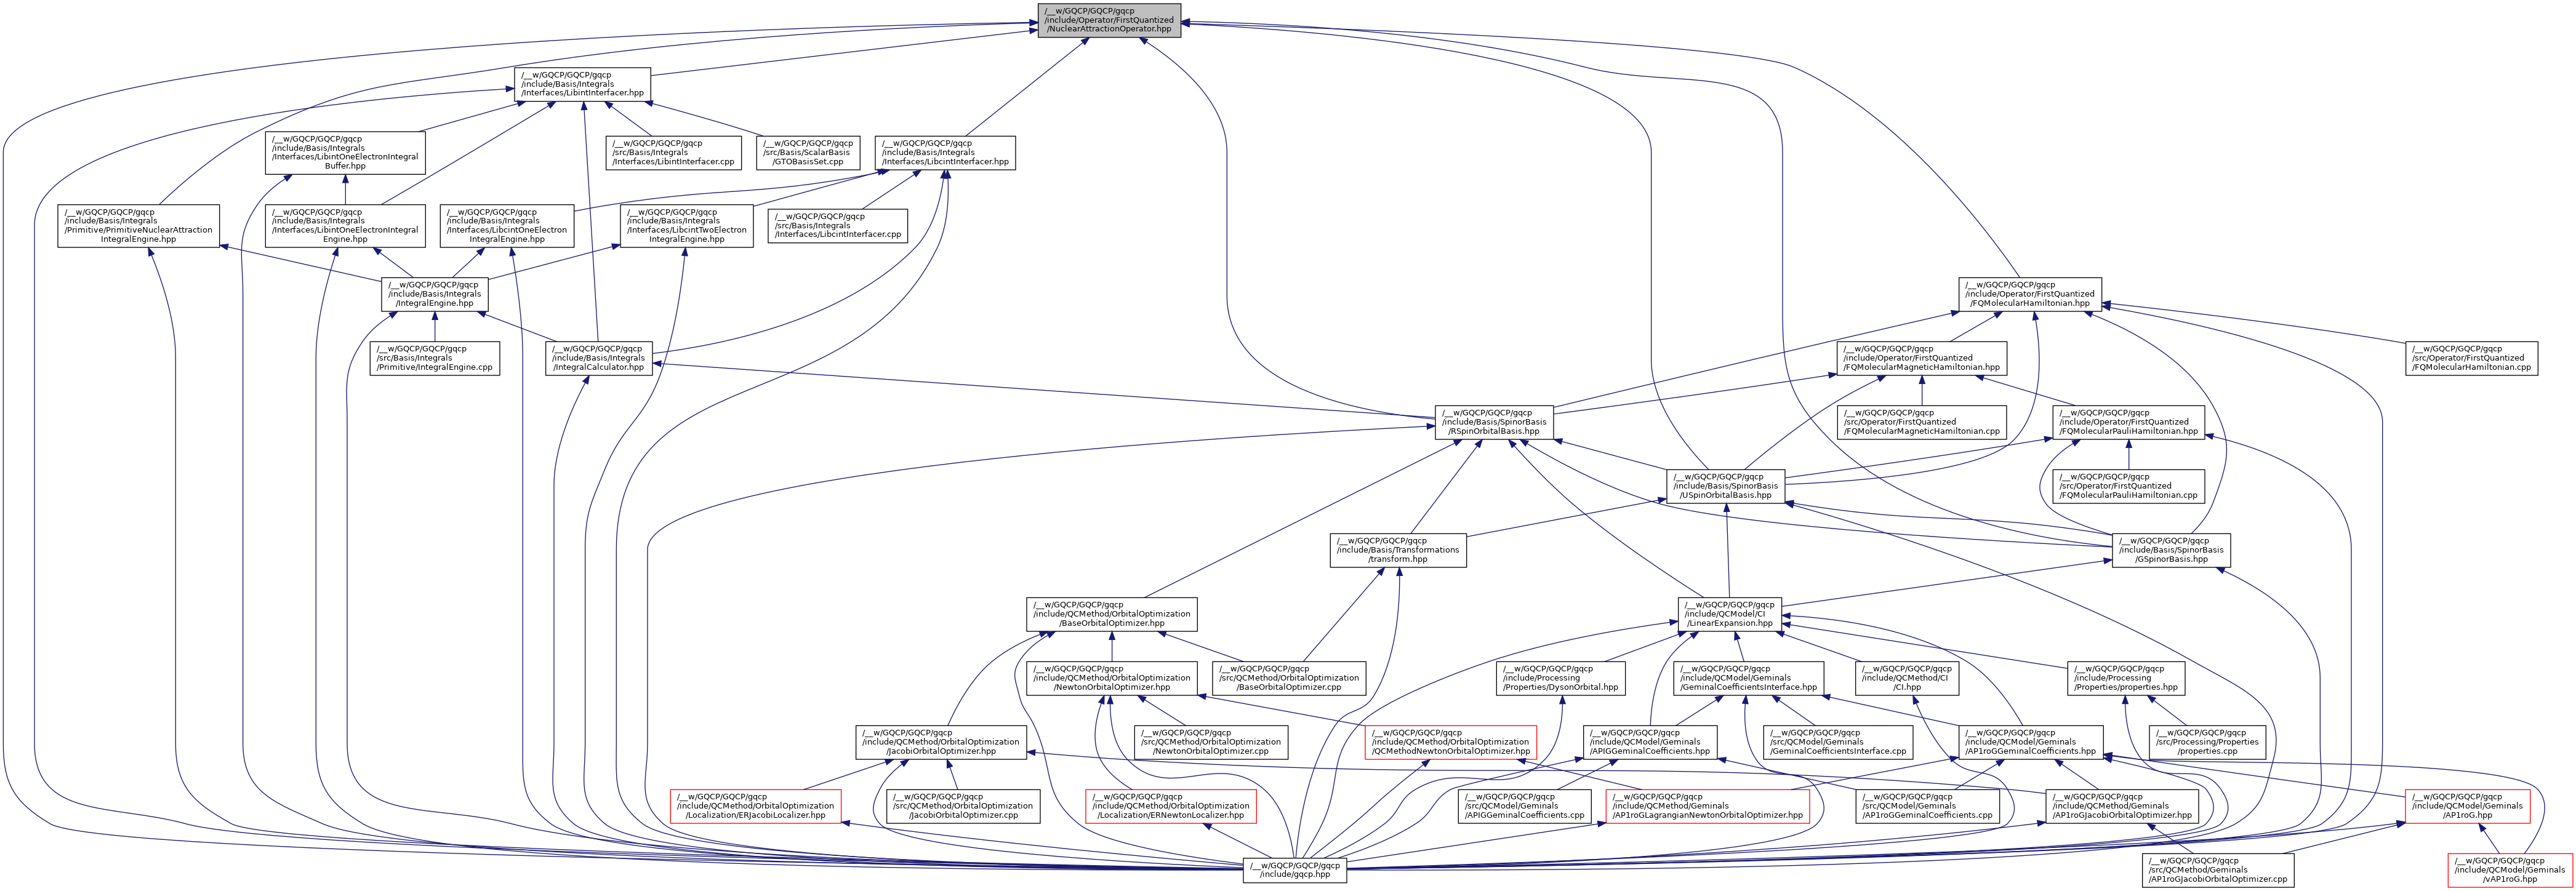 /__w/GQCP/GQCP/gqcp
/include/Operator/FirstQuantized
/NuclearAttractionOperator.hpp
/__w/GQCP/GQCP/gqcp
/include/Basis/Integrals
/Interfaces/LibintInterfacer.hpp
/__w/GQCP/GQCP/gqcp
/include/Basis/Integrals
/Interfaces/LibintOneElectronIntegral
Buffer.hpp
/__w/GQCP/GQCP/gqcp
/src/Basis/Integrals
/Interfaces/LibintInterfacer.cpp
/__w/GQCP/GQCP/gqcp
/src/Basis/ScalarBasis
/GTOBasisSet.cpp
/__w/GQCP/GQCP/gqcp
/include/Basis/Integrals
/Interfaces/LibcintInterfacer.hpp
/__w/GQCP/GQCP/gqcp
/include/Basis/Integrals
/Primitive/PrimitiveNuclearAttraction
IntegralEngine.hpp
/__w/GQCP/GQCP/gqcp
/include/Basis/Integrals
/Interfaces/LibintOneElectronIntegral
Engine.hpp
/__w/GQCP/GQCP/gqcp
/include/Basis/Integrals
/Interfaces/LibcintOneElectron
IntegralEngine.hpp
/__w/GQCP/GQCP/gqcp
/include/Basis/Integrals
/Interfaces/LibcintTwoElectron
IntegralEngine.hpp
/__w/GQCP/GQCP/gqcp
/src/Basis/Integrals
/Interfaces/LibcintInterfacer.cpp
/__w/GQCP/GQCP/gqcp
/include/Basis/Integrals
/IntegralEngine.hpp
/__w/GQCP/GQCP/gqcp
/include/Operator/FirstQuantized
/FQMolecularHamiltonian.hpp
/__w/GQCP/GQCP/gqcp
/src/Basis/Integrals
/Primitive/IntegralEngine.cpp
/__w/GQCP/GQCP/gqcp
/include/Basis/Integrals
/IntegralCalculator.hpp
/__w/GQCP/GQCP/gqcp
/include/Operator/FirstQuantized
/FQMolecularMagneticHamiltonian.hpp
/__w/GQCP/GQCP/gqcp
/src/Operator/FirstQuantized
/FQMolecularHamiltonian.cpp
/__w/GQCP/GQCP/gqcp
/include/Basis/SpinorBasis
/RSpinOrbitalBasis.hpp
/__w/GQCP/GQCP/gqcp
/src/Operator/FirstQuantized
/FQMolecularMagneticHamiltonian.cpp
/__w/GQCP/GQCP/gqcp
/include/Operator/FirstQuantized
/FQMolecularPauliHamiltonian.hpp
/__w/GQCP/GQCP/gqcp
/include/Basis/SpinorBasis
/USpinOrbitalBasis.hpp
/__w/GQCP/GQCP/gqcp
/src/Operator/FirstQuantized
/FQMolecularPauliHamiltonian.cpp
/__w/GQCP/GQCP/gqcp
/include/Basis/Transformations
/transform.hpp
/__w/GQCP/GQCP/gqcp
/include/Basis/SpinorBasis
/GSpinorBasis.hpp
/__w/GQCP/GQCP/gqcp
/include/QCMethod/OrbitalOptimization
/BaseOrbitalOptimizer.hpp
/__w/GQCP/GQCP/gqcp
/include/QCModel/CI
/LinearExpansion.hpp
/__w/GQCP/GQCP/gqcp
/include/QCMethod/OrbitalOptimization
/NewtonOrbitalOptimizer.hpp
/__w/GQCP/GQCP/gqcp
/src/QCMethod/OrbitalOptimization
/BaseOrbitalOptimizer.cpp
/__w/GQCP/GQCP/gqcp
/include/Processing
/Properties/DysonOrbital.hpp
/__w/GQCP/GQCP/gqcp
/include/QCModel/Geminals
/GeminalCoefficientsInterface.hpp
/__w/GQCP/GQCP/gqcp
/include/QCMethod/CI
/CI.hpp
/__w/GQCP/GQCP/gqcp
/include/Processing
/Properties/properties.hpp
/__w/GQCP/GQCP/gqcp
/include/QCMethod/OrbitalOptimization
/JacobiOrbitalOptimizer.hpp
/__w/GQCP/GQCP/gqcp
/src/QCMethod/OrbitalOptimization
/NewtonOrbitalOptimizer.cpp
/__w/GQCP/GQCP/gqcp
/include/QCMethod/OrbitalOptimization
/QCMethodNewtonOrbitalOptimizer.hpp
/__w/GQCP/GQCP/gqcp
/include/QCModel/Geminals
/APIGGeminalCoefficients.hpp
/__w/GQCP/GQCP/gqcp
/src/QCModel/Geminals
/GeminalCoefficientsInterface.cpp
/__w/GQCP/GQCP/gqcp
/include/QCModel/Geminals
/AP1roGGeminalCoefficients.hpp
/__w/GQCP/GQCP/gqcp
/src/Processing/Properties
/properties.cpp
/__w/GQCP/GQCP/gqcp
/include/QCMethod/OrbitalOptimization
/Localization/ERJacobiLocalizer.hpp
/__w/GQCP/GQCP/gqcp
/src/QCMethod/OrbitalOptimization
/JacobiOrbitalOptimizer.cpp
/__w/GQCP/GQCP/gqcp
/include/QCMethod/OrbitalOptimization
/Localization/ERNewtonLocalizer.hpp
/__w/GQCP/GQCP/gqcp
/src/QCModel/Geminals
/APIGGeminalCoefficients.cpp
/__w/GQCP/GQCP/gqcp
/include/QCMethod/Geminals
/AP1roGLagrangianNewtonOrbitalOptimizer.hpp
/__w/GQCP/GQCP/gqcp
/src/QCModel/Geminals
/AP1roGGeminalCoefficients.cpp
/__w/GQCP/GQCP/gqcp
/include/QCMethod/Geminals
/AP1roGJacobiOrbitalOptimizer.hpp
/__w/GQCP/GQCP/gqcp
/include/QCModel/Geminals
/AP1roG.hpp
/__w/GQCP/GQCP/gqcp
/include/gqcp.hpp
/__w/GQCP/GQCP/gqcp
/src/QCMethod/Geminals
/AP1roGJacobiOrbitalOptimizer.cpp
/__w/GQCP/GQCP/gqcp
/include/QCModel/Geminals
/vAP1roG.hpp